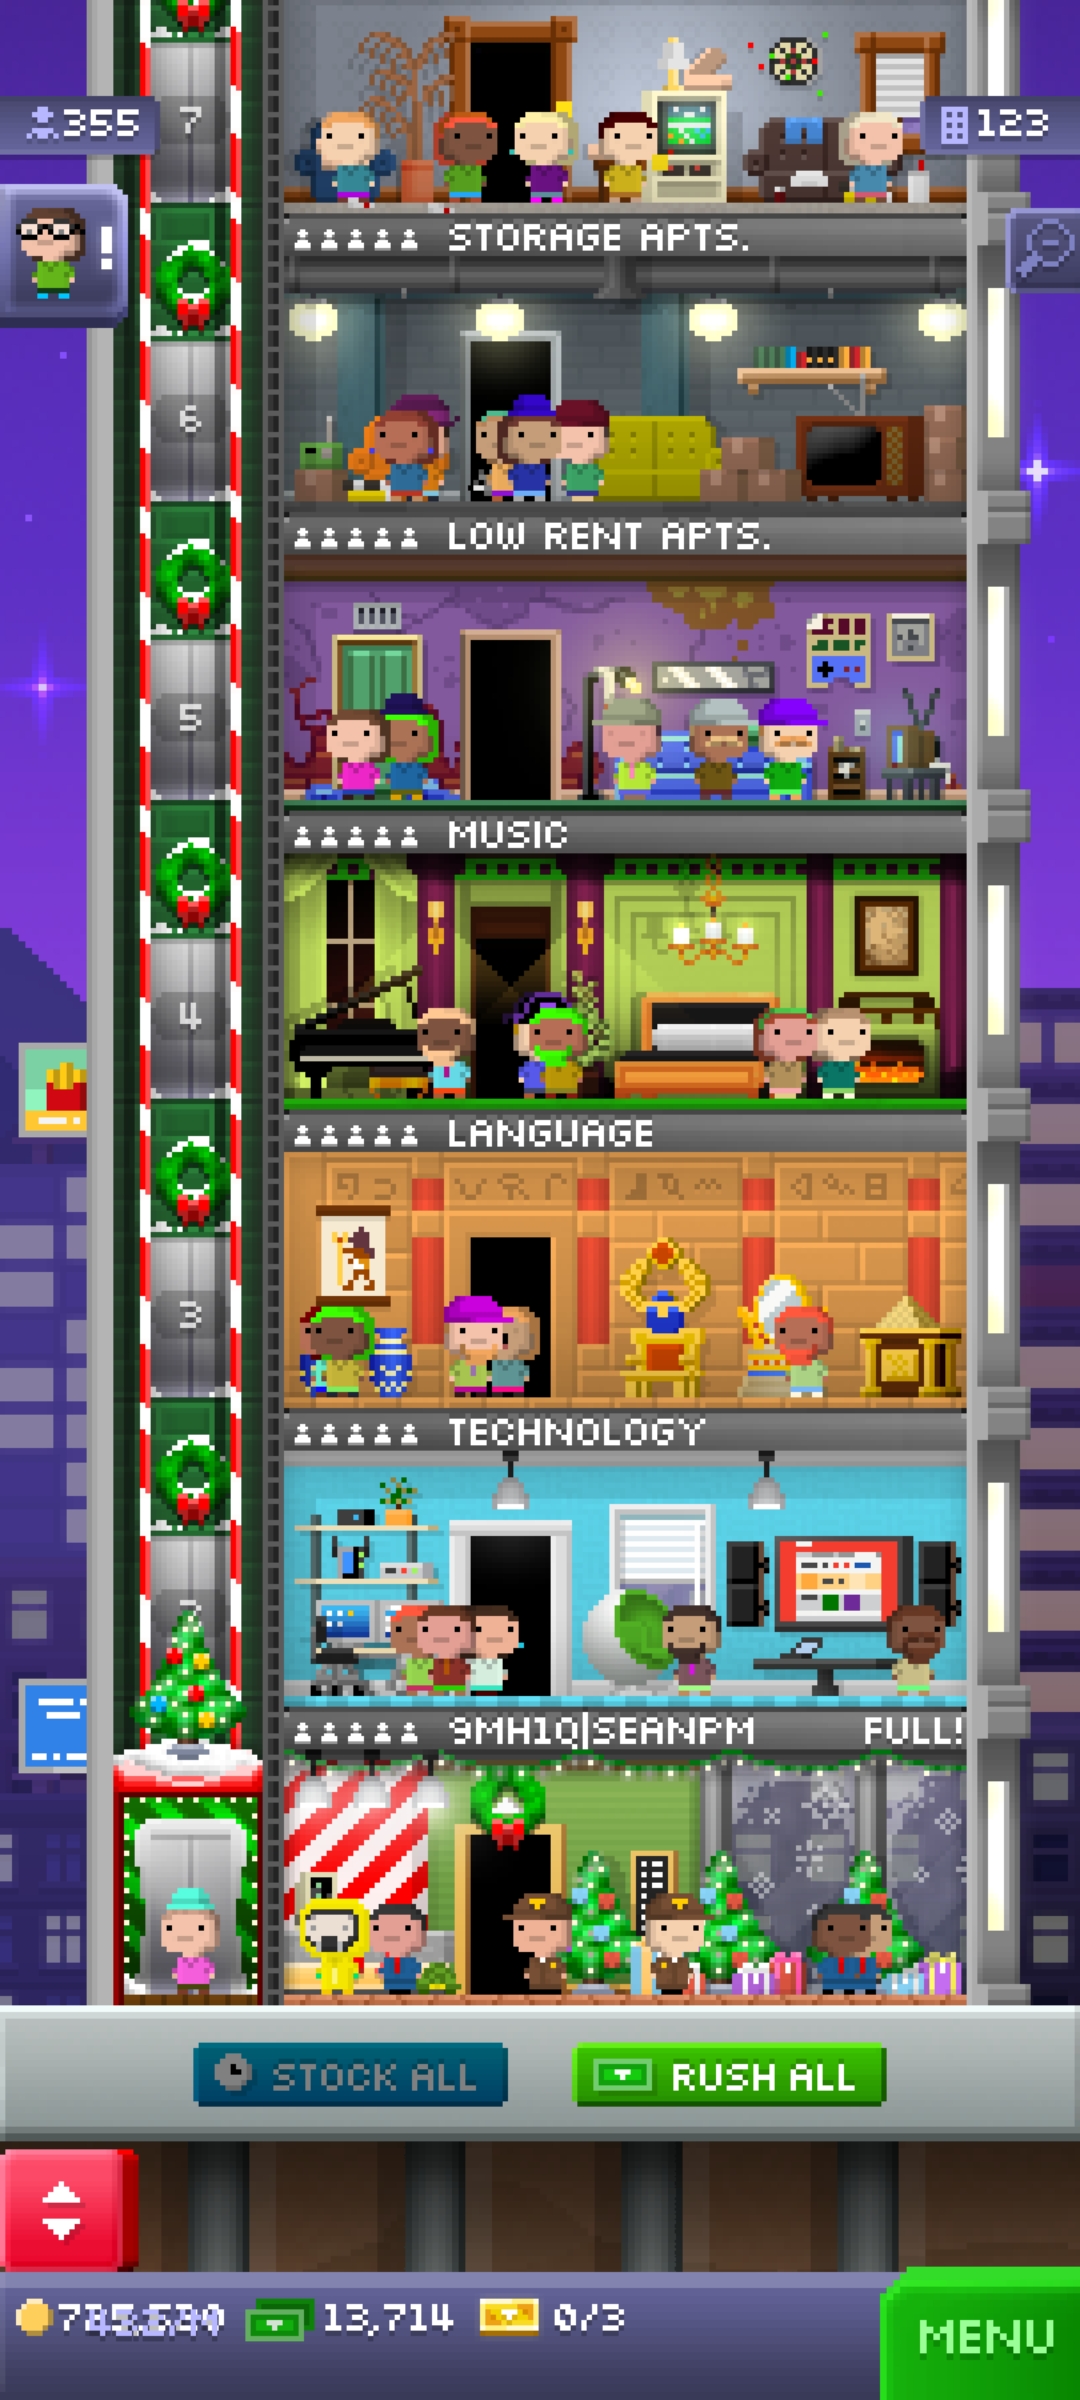 7
355
123
!
STORAGE APTS.
6
LOW RENT APTS.
5
MUSIC
4
LANGUAGE
3
TECHNOLOGY
9MH1Q|SEANPM FULL!
STOCK ALL
RUSH ALL
13,714
0/3
MENU